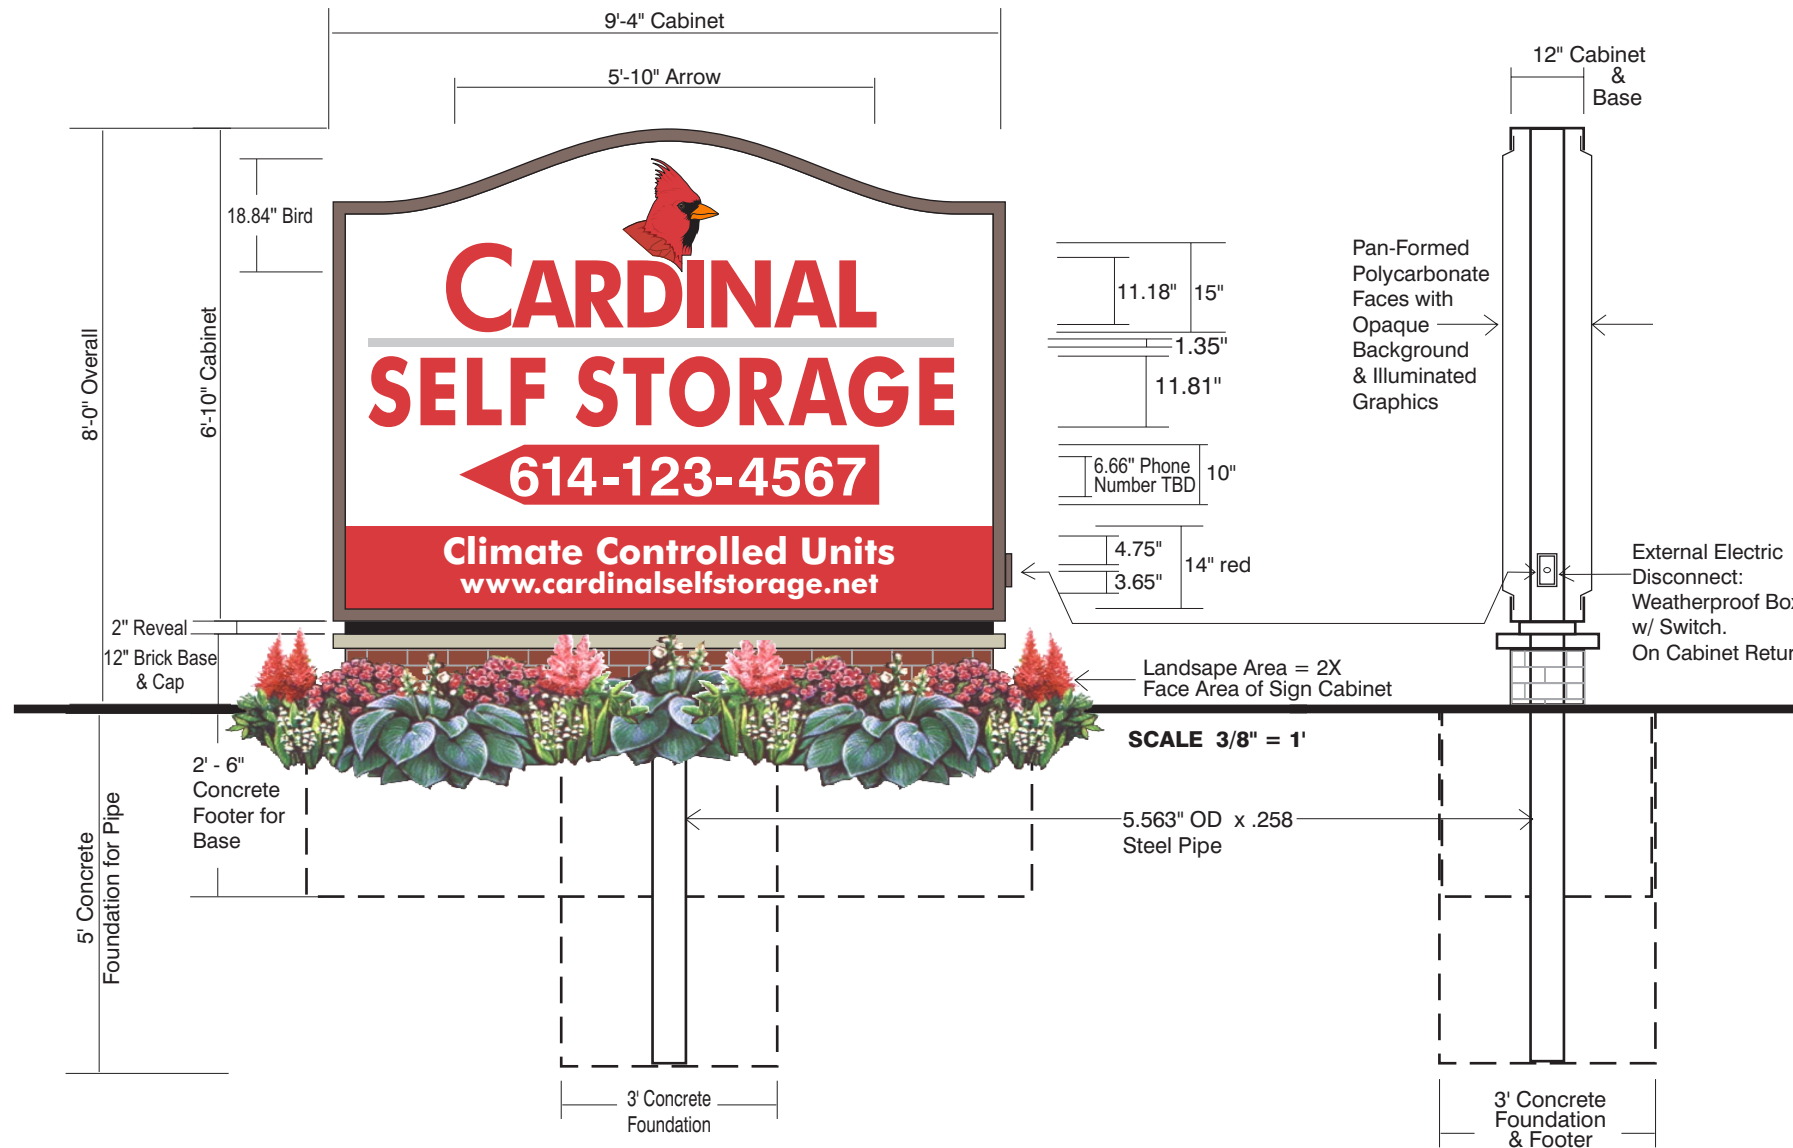 9'-4" Cabinet
5'-10" Arrow
12" Cabinet
&
Base
18.84" Bird
8'-0" Overall
6'-10" Cabinet
CARDINAL
SELF STORAGE
614-123-4567
Climate Controlled Units
www.cardinalselfstorage.net
11.18"
15"
1.35"
11.81"
6.66" Phone
Number TBD
10"
4.75"
3.65"
14" red
Pan-Formed
Polycarbonate
Faces with
Opaque
Background
& Illuminated
Graphics
External Electric
Disconnect:
Weatherproof Box
w/ Switch.
On Cabinet Retur
2" Reveal
12" Brick Base
& Cap
Landsape Area = 2X
Face Area of Sign Cabinet
SCALE 3/8" = 1'
2' - 6"
Concrete
Footer for
Base
5' Concrete
Foundation for Pipe
5.563" OD x .258
Steel Pipe
3' Concrete
Foundation
3' Concrete
Foundation
& Footer